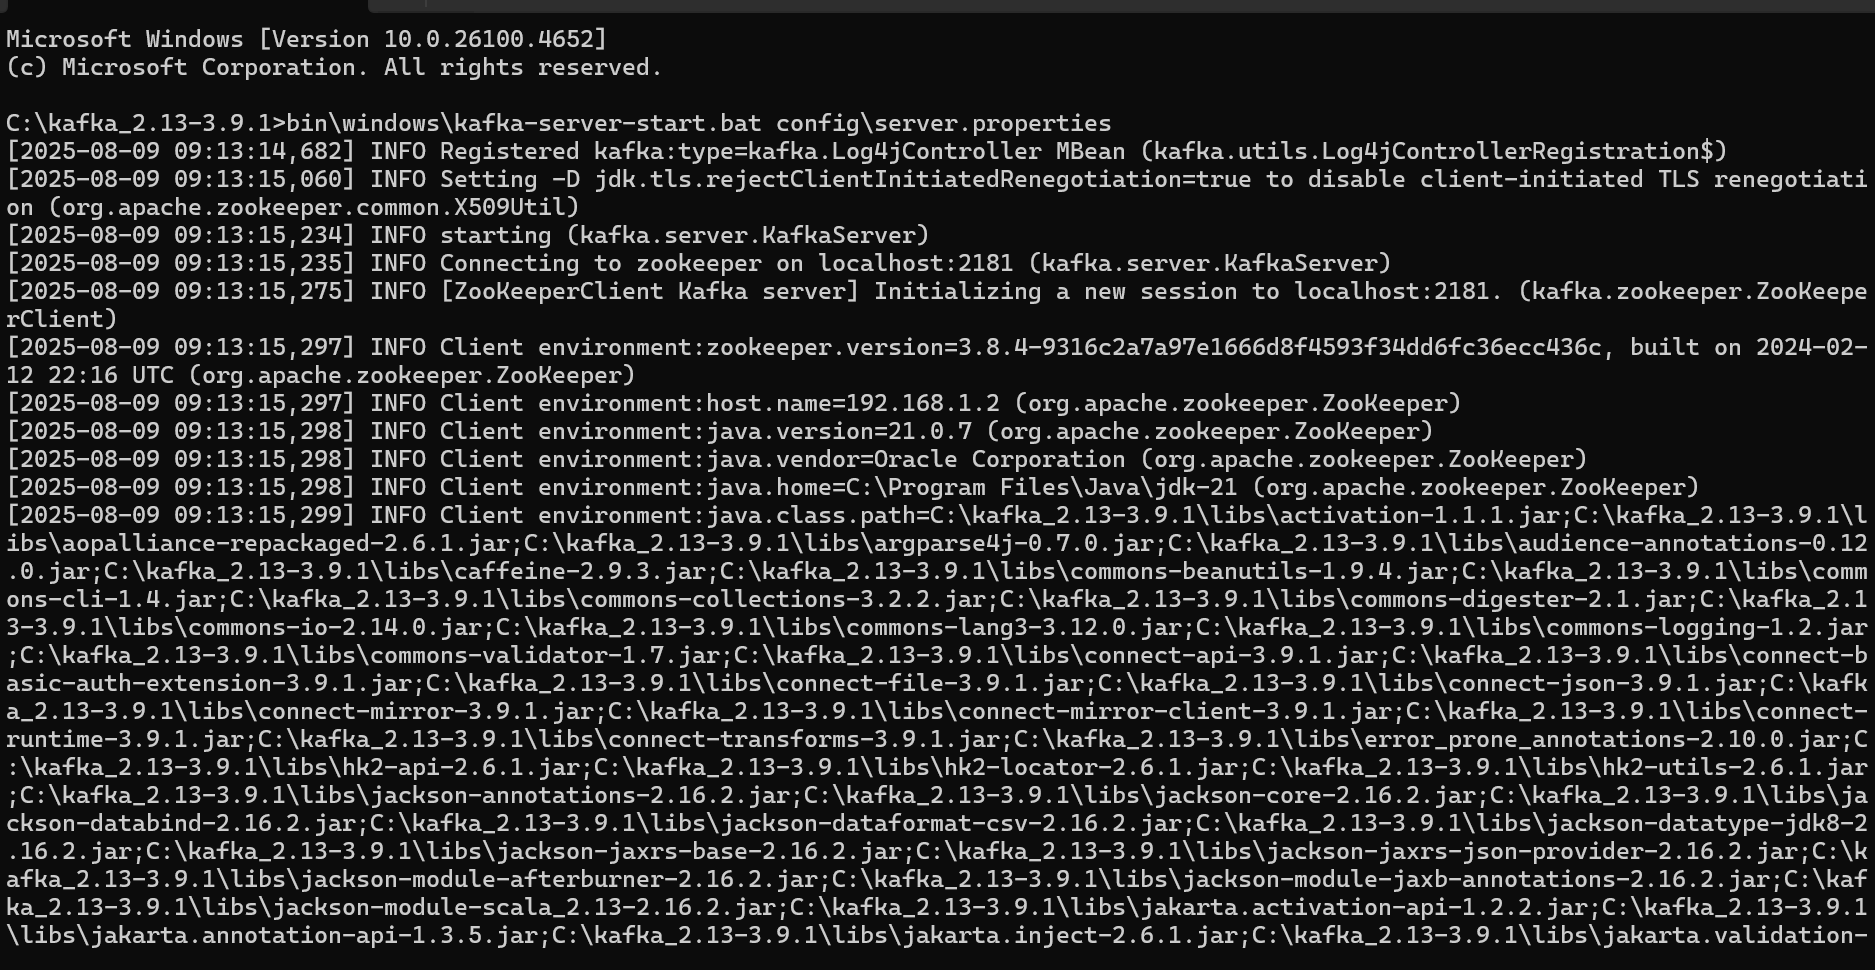 Microsoft Windows [Version 10.0.26100.4652]
(c) Microsoft Corporation. All rights reserved.
C:\kafka_2.13-3.9.1>bin\windows\kafka-server-start.bat config\server.properties
[2025-08-09 09:13:14,682] INFO Registered kafka:type=kafka.Log4jController MBean (kafka.utils.Log4jControllerRegistration$)
[2025-08-09 09:13:15,060] INFO Setting -D jdk.tls.rejectClientInitiatedRenegotiation=true to disable client-initiated TLS renegotiati
on (org.apache.zookeeper.common.X509Util)
[2025-08-09 09:13:15,234] INFO starting (kafka.server.KafkaServer)
[2025-08-09 09:13:15,235] INFO Connecting to zookeeper on localhost:2181 (kafka.server.KafkaServer)
[2025-08-09 09:13:15,275] INFO [ZooKeeperClient Kafka server] Initializing a new session to localhost:2181. (kafka.zookeeper.ZooKeepe
rClient)
[2025-08-09 09:13:15,297] INFO Client environment:zookeeper.version=3.8.4-9316c2a7a97e1666d8f4593f34dd6fc36ecc436c, built on 2024-02-
12 22:16 UTC (org.apache.zookeeper.ZooKeeper)
[2025-08-09 09:13:15,297] INFO Client environment:host.name=192.168.1.2 (org.apache.zookeeper.ZooKeeper)
[2025-08-09 09:13:15,298] INFO Client environment:java.version=21.0.7 (org.apache.zookeeper.ZooKeeper)
[2025-08-09 09:13:15,298] INFO Client environment:java.vendor=Oracle Corporation (org.apache.zookeeper.ZooKeeper)
[2025-08-09 09:13:15,298] INFO Client environment:java.home=C:\Program Files\Java\jdk-21 (org.apache.zookeeper.ZooKeeper)
[2025-08-09 09:13:15,299] INFO Client environment:java.class.path=C:\kafka_2.13-3.9.1\libs\activation-1.1.1.jar;C:\kafka_2.13-3.9.1\l
ibs\aopalliance-repackaged-2.6.1.jar;C:\kafka_2.13-3.9.1\libs\argparse4j-0.7.0.jar;C:\kafka_2.13-3.9.1\libs\audience-annotations-0.12
.0.jar;C:\kafka_2.13-3.9.1\libs\caffeine-2.9.3.jar;C:\kafka_2.13-3.9.1\libs\commons-beanutils-1.9.4.jar;C:\kafka_2.13-3.9.1\libs\comm
ons-cli-1.4.jar;C:\kafka_2.13-3.9.1\libs\commons-collections-3.2.2.jar;C:\kafka_2.13-3.9.1\libs\commons-digester-2.1.jar;C:\kafka_2.1
3-3.9.1\libs\commons-io-2.14.0.jar;C:\kafka_2.13-3.9.1\libs\commons-lang3-3.12.0.jar;C:\kafka_2.13-3.9.1\libs\commons-logging-1.2.jar
;C:\kafka_2.13-3.9.1\libs\commons-validator-1.7.jar;C:\kafka_2.13-3.9.1\libs\connect-api-3.9.1.jar;C:\kafka_2.13-3.9.1\libs\connect-b
asic-auth-extension-3.9.1.jar;C:\kafka_2.13-3.9.1\libs\connect-file-3.9.1.jar;C:\kafka_2.13-3.9.1\libs\connect-json-3.9.1.jar;C:\kafk
a_2.13-3.9.1\libs\connect-mirror-3.9.1.jar;C:\kafka_2.13-3.9.1\libs\connect-mirror-client-3.9.1.jar;C:\kafka_2.13-3.9.1\libs\connect-
runtime-3.9.1.jar;C:\kafka_2.13-3.9.1\libs\connect-transforms-3.9.1.jar;C:\kafka_2.13-3.9.1\libs\error_prone_annotations-2.10.0.jar;C
:\kafka_2.13-3.9.1\libs\hk2-api-2.6.1.jar;C:\kafka_2.13-3.9.1\libs\hk2-locator-2.6.1.jar;C:\kafka_2.13-3.9.1\libs\hk2-utils-2.6.1.jar
;C:\kafka_2.13-3.9.1\libs\jackson-annotations-2.16.2.jar;C:\kafka_2.13-3.9.1\libs\jackson-core-2.16.2.jar;C:\kafka_2.13-3.9.1\libs\ja
ckson-databind-2.16.2.jar;C:\kafka_2.13-3.9.1\libs\jackson-dataformat-csv-2.16.2.jar;C:\kafka_2.13-3.9.1\libs\jackson-datatype-jdk8-2
.16.2.jar;C:\kafka_2.13-3.9.1\libs\jackson-jaxrs-base-2.16.2.jar;C:\kafka_2.13-3.9.1\libs\jackson-jaxrs-json-provider-2.16.2.jar;C:\k
afka_2.13-3.9.1\libs\jackson-module-afterburner-2.16.2.jar;C:\kafka_2.13-3.9.1\libs\jackson-module-jaxb-annotations-2.16.2.jar;C:\kaf
ka_2.13-3.9.1\libs\jackson-module-scala_2.13-2.16.2.jar;C:\kafka_2.13-3.9.1\libs\jakarta.activation-api-1.2.2.jar;C:\kafka_2.13-3.9.1
\libs\jakarta.annotation-api-1.3.5.jar;C:\kafka_2.13-3.9.1\libs\jakarta.inject-2.6.1.jar;C:\kafka_2.13-3.9.1\libs\jakarta.validation-